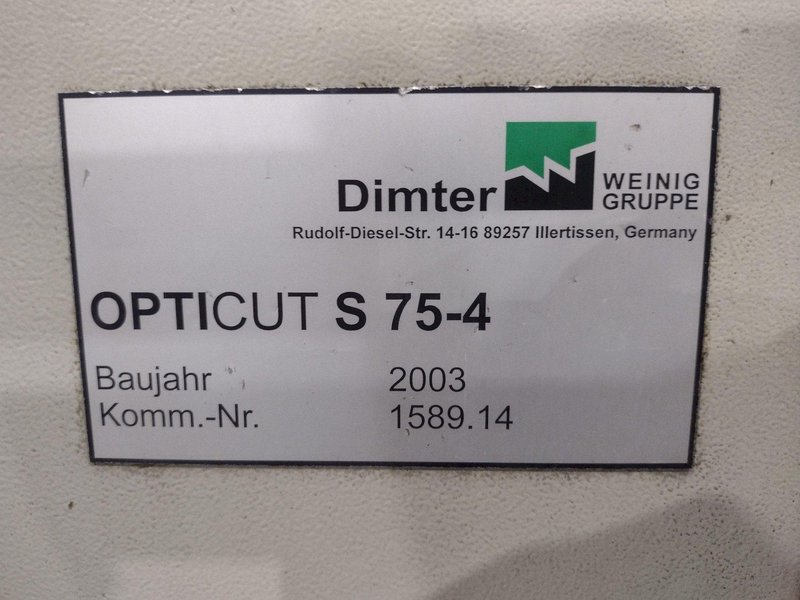 Dimter
WEINIG
GRUPPE
Rudolf-Diesel-Str. 14-16 89257 Illertissen, Germany
OPTICUT S 75-4
Baujahr 2003
Komm.-Nr. 1589.14